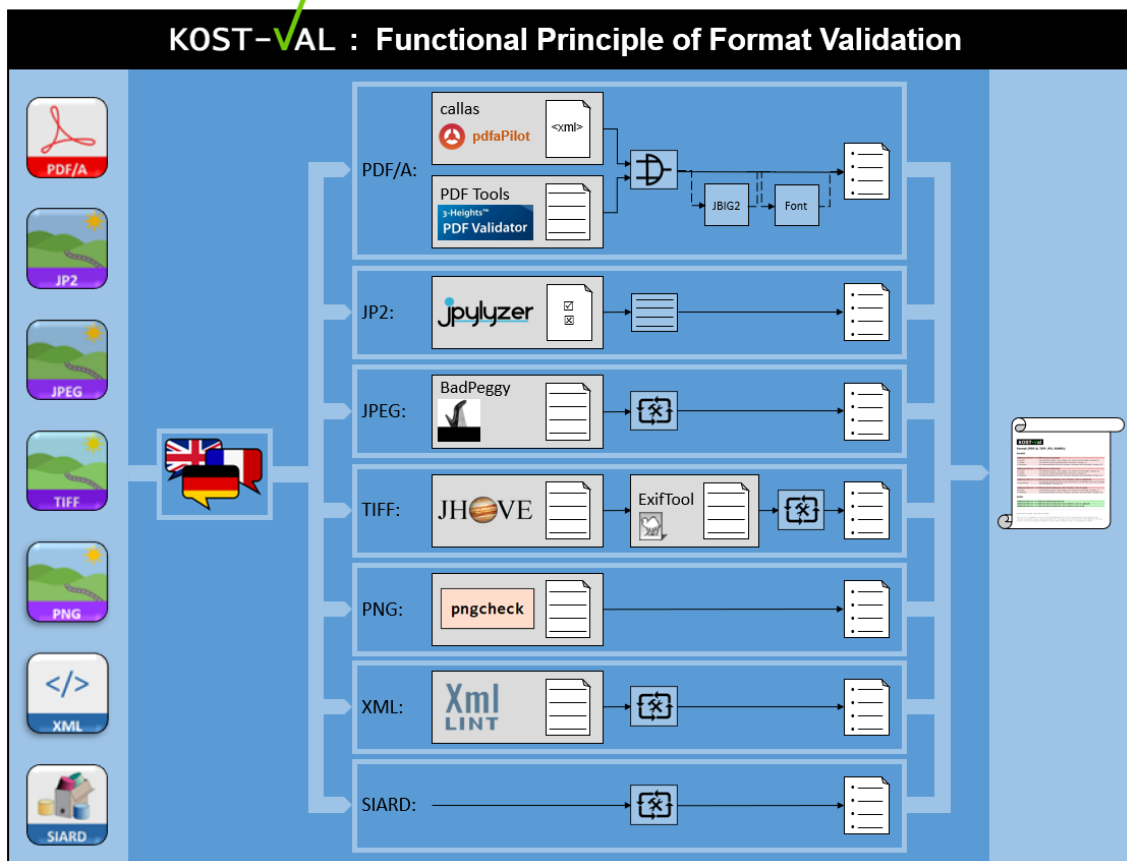 KOST-√AL : Functional Principle of Format Validation
PDF/A
JP2
JPEG
TIFF
PNG
XML
SIARD
PDF/A:
callas
pdfaPilot
<xml>
PDF Tools
3-Heights™
PDF Validator
JBIG2
Font
JP2:
jpylyzer
JPEG:
BadPeggy
TIFF:
JHOVE
ExifTool
PNG:
pngcheck
XML:
Xml
LINT
SIARD:
KOST-Val